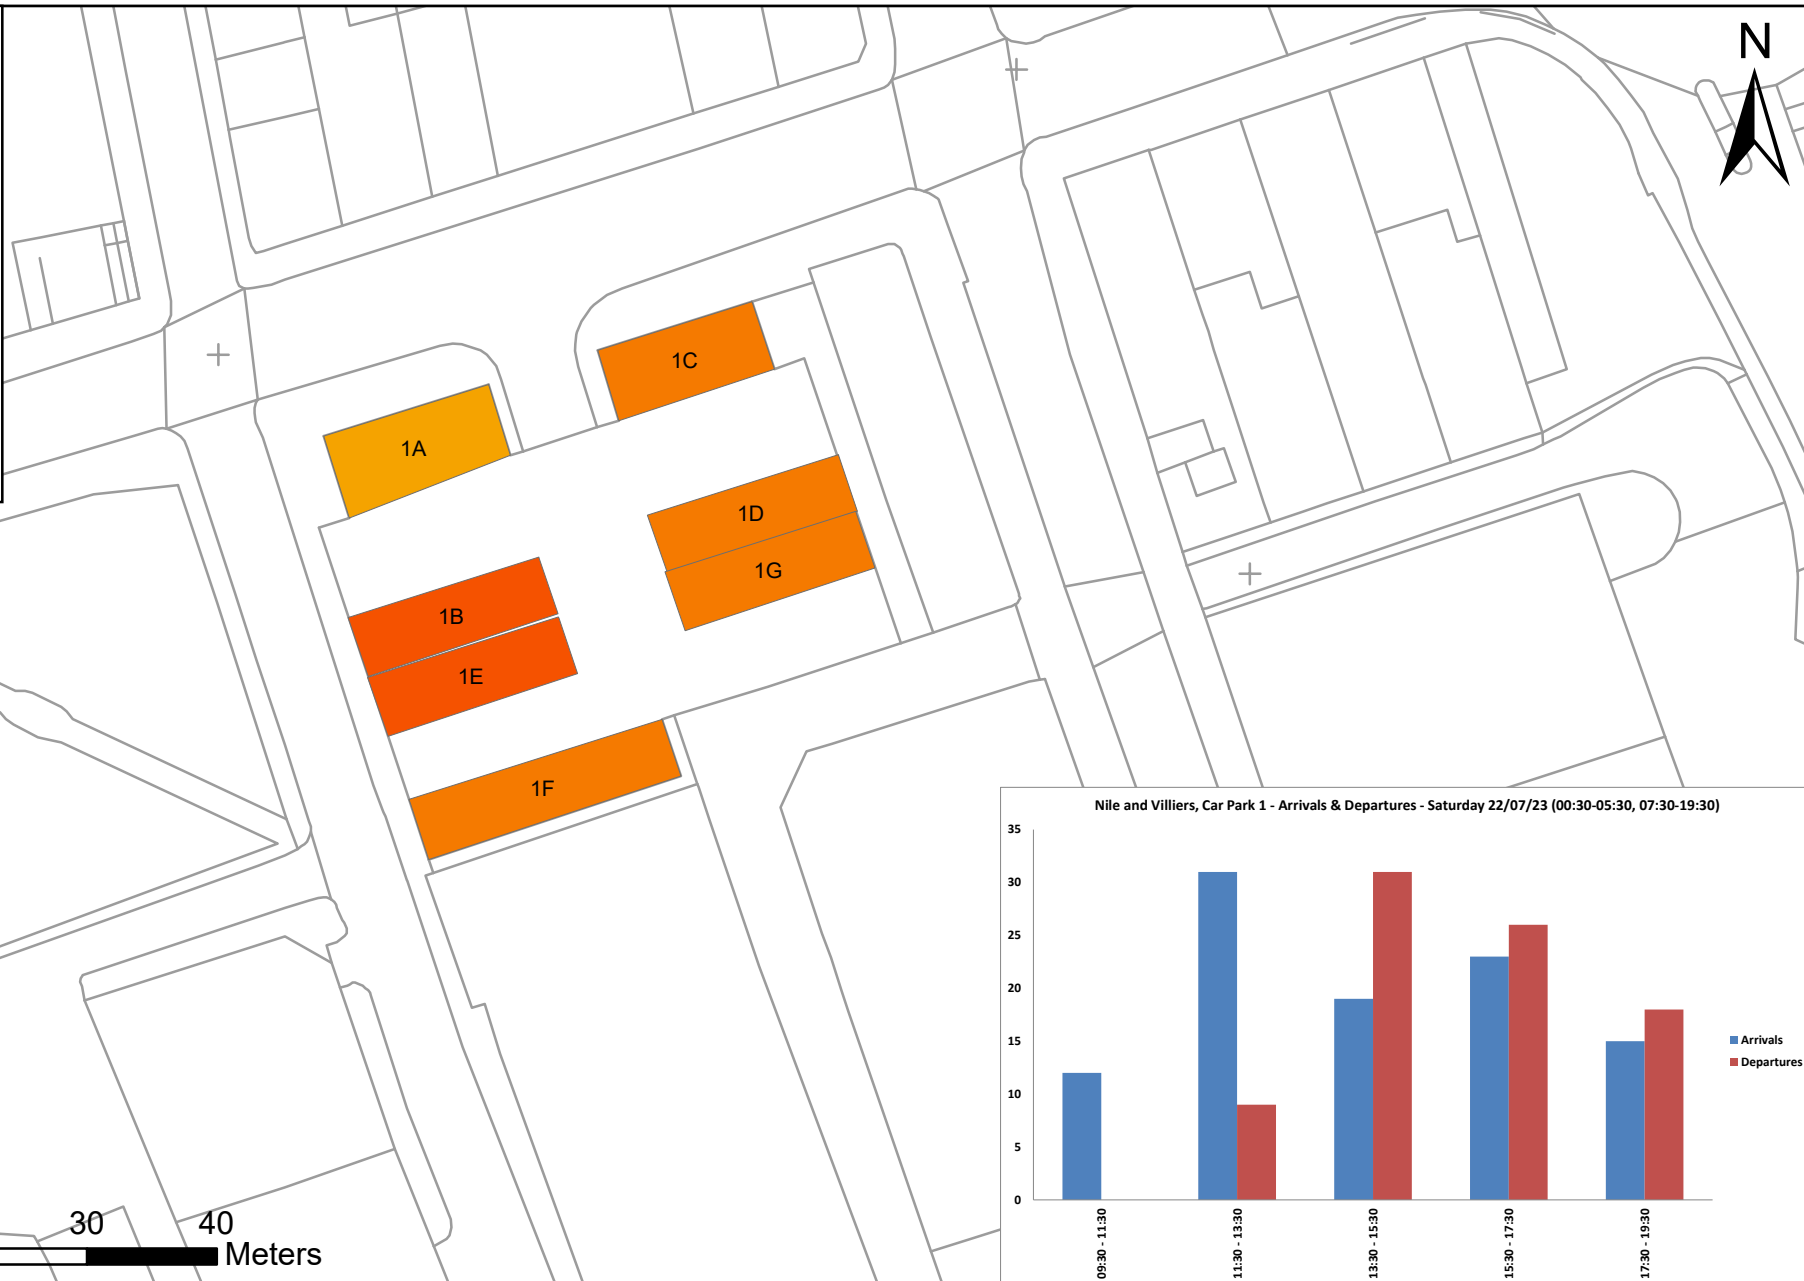 N
1C
1A
1D
1G
1B
1E
1F
Nile and Villiers, Car Park 1 - Arrivals & Departures - Saturday 22/07/23 (00:30-05:30, 07:30-19:30)
35
30
25
20
15
10
5
0
Arrivals
Departures
09:30 - 11:30
11:30 - 13:30
13:30 - 15:30
15:30 - 17:30
17:30 - 19:30
30 40
Meters